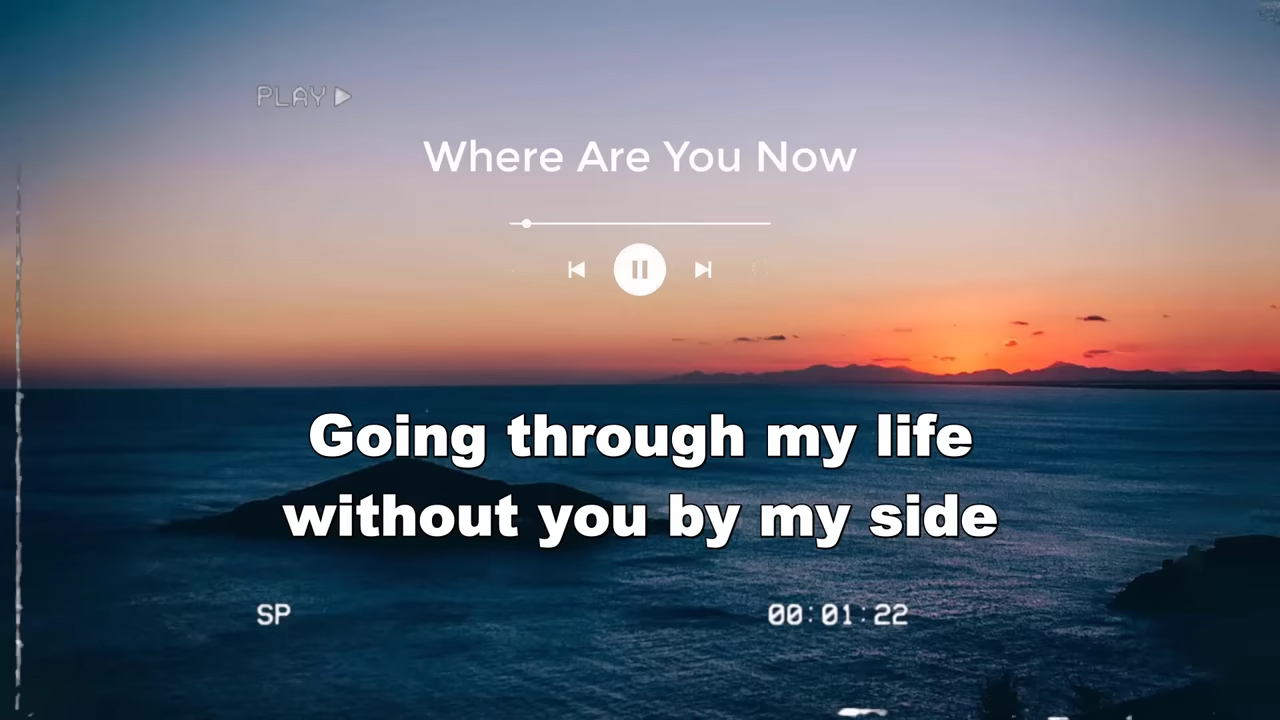 PLAY
Where Are You Now
Going through my life
without you by my side
SP
00:01:22